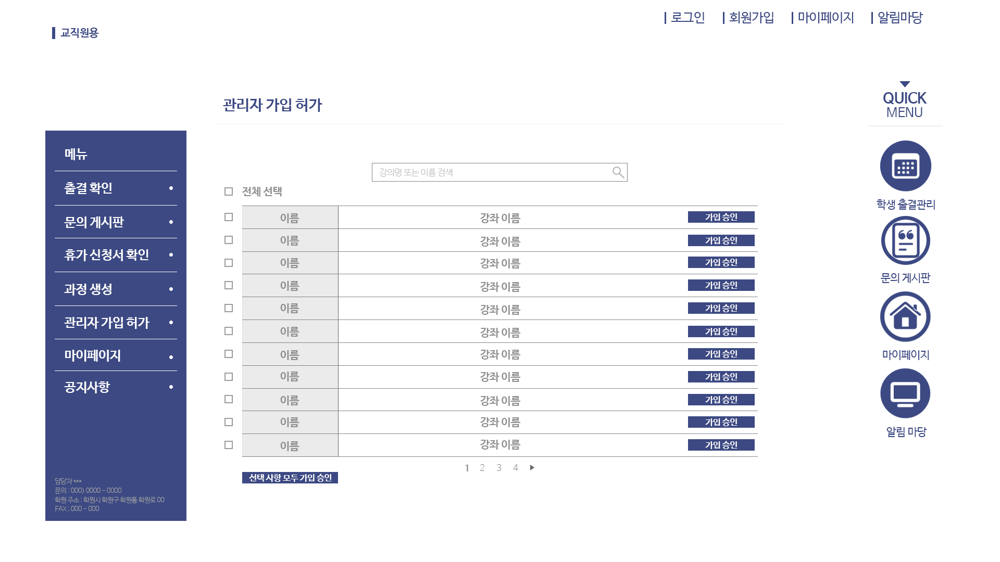 로그인 회원가입 마이페이지 알림마당
교직원용
관리자 가입 허가
QUICK
MENU
메뉴
출결 확인
문의 게시판
휴가 신청서 확인
과정 생성
관리자 가입 허가
마이페이지
공지사항
담당자 ***
문의 : 000) 0000 - 0000
학원 주소 : 학원시 학원구 학원동 학원로 00
FAX ; 000 - 000
강의명 또는 이름 검색
전체 선택
이름 강좌 이름 가입 승인
이름 강좌 이름 가입 승인
이름 강좌 이름 가입 승인
이름 강좌 이름 가입 승인
이름 강좌 이름 가입 승인
이름 강좌 이름 가입 승인
이름 강좌 이름 가입 승인
이름 강좌 이름 가입 승인
이름 강좌 이름 가입 승인
이름 강좌 이름 가입 승인
이름 강좌 이름 가입 승인
1 2 3 4
선택 사항 모두 가입 승인
학생 출결관리
문의 게시판
마이페이지
알림 마당